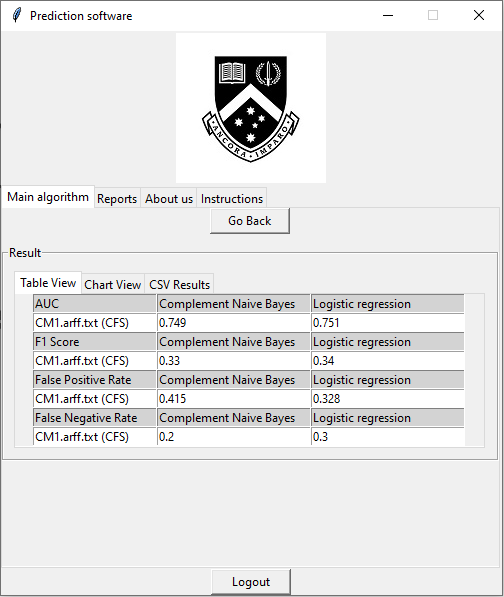 Prediction software
ANCORA IMPARO
Main algorithm Reports About us Instructions
Go Back
Result
Table View Chart View CSV Results
AUC Complement Naive Bayes Logistic regression
CM1.arff.txt (CFS) 0.749 0.751
F1 Score Complement Naive Bayes Logistic regression
CM1.arff.txt (CFS) 0.33 0.34
False Positive Rate Complement Naive Bayes Logistic regression
CM1.arff.txt (CFS) 0.415 0.328
False Negative Rate Complement Naive Bayes Logistic regression
CM1.arff.txt (CFS) 0.2 0.3
Logout